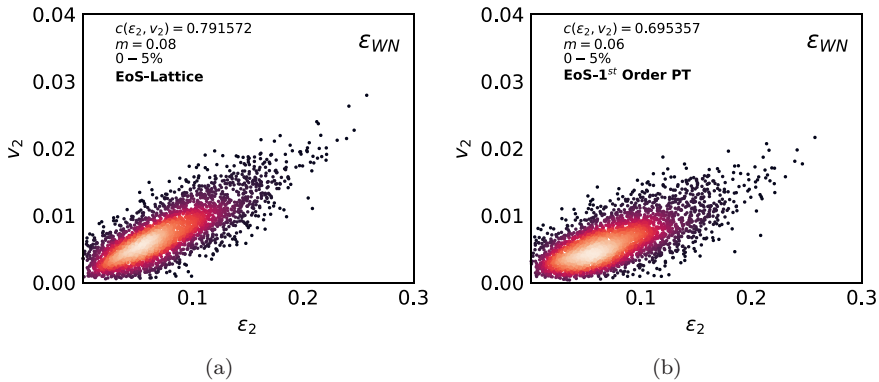 c(ε₂, v₂) = 0.791572
m = 0.08
0 − 5%
EoS-Lattice
ε_WN
0.04
0.03
0.02
0.01
0.00
v₂
0.1 0.2 0.3
ε₂
(a)
c(ε₂, v₂) = 0.695357
m = 0.06
0 − 5%
EoS-1ˢᵗ Order PT
ε_WN
0.04
0.03
0.02
0.01
0.00
v₂
0.1 0.2 0.3
ε₂
(b)